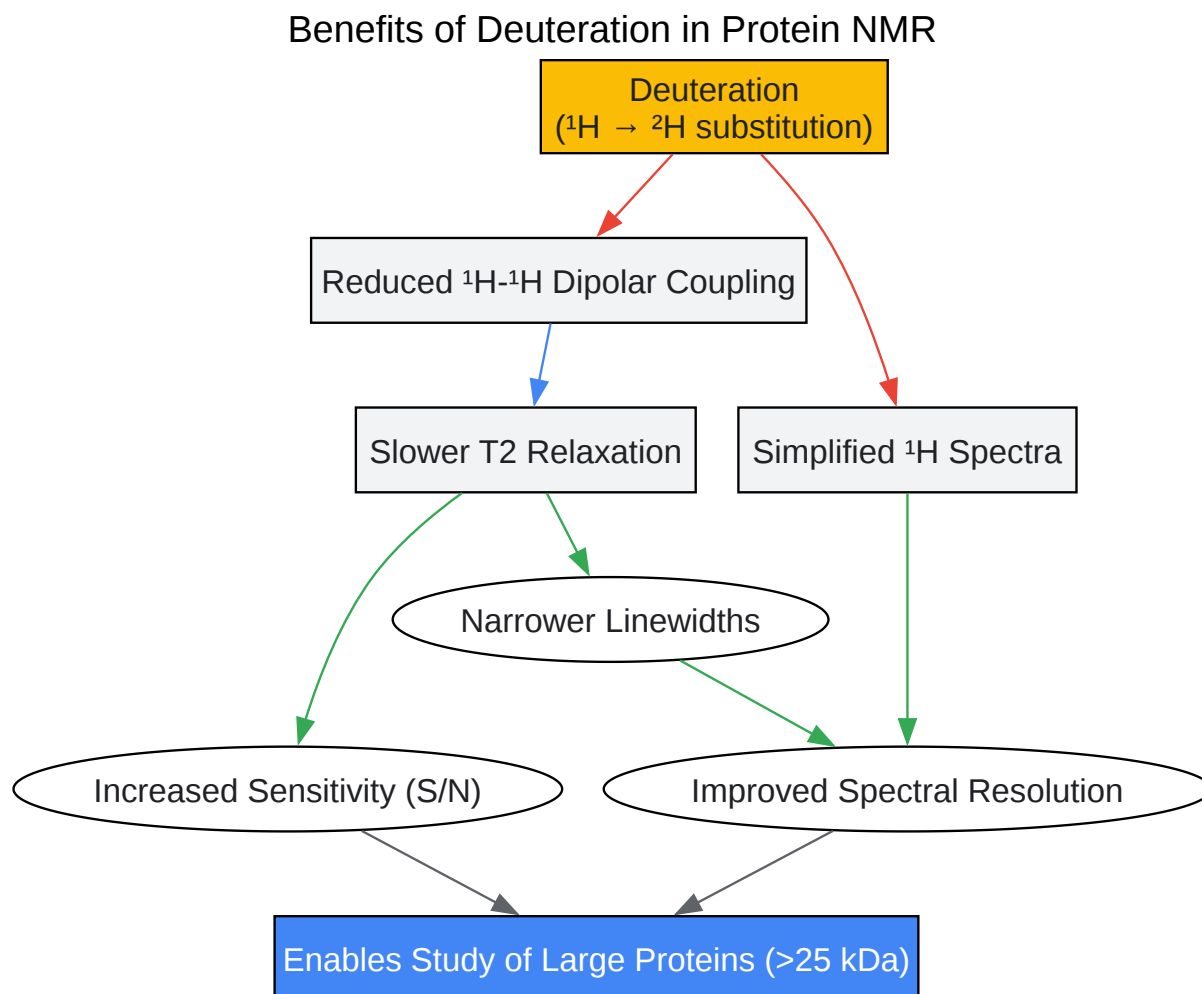 Benefits of Deuteration in Protein NMR
Deuteration
(¹H → ²H substitution)
Reduced ¹H-¹H Dipolar Coupling
Slower T2 Relaxation
Simplified ¹H Spectra
Narrower Linewidths
Increased Sensitivity (S/N)
Improved Spectral Resolution
Enables Study of Large Proteins (>25 kDa)